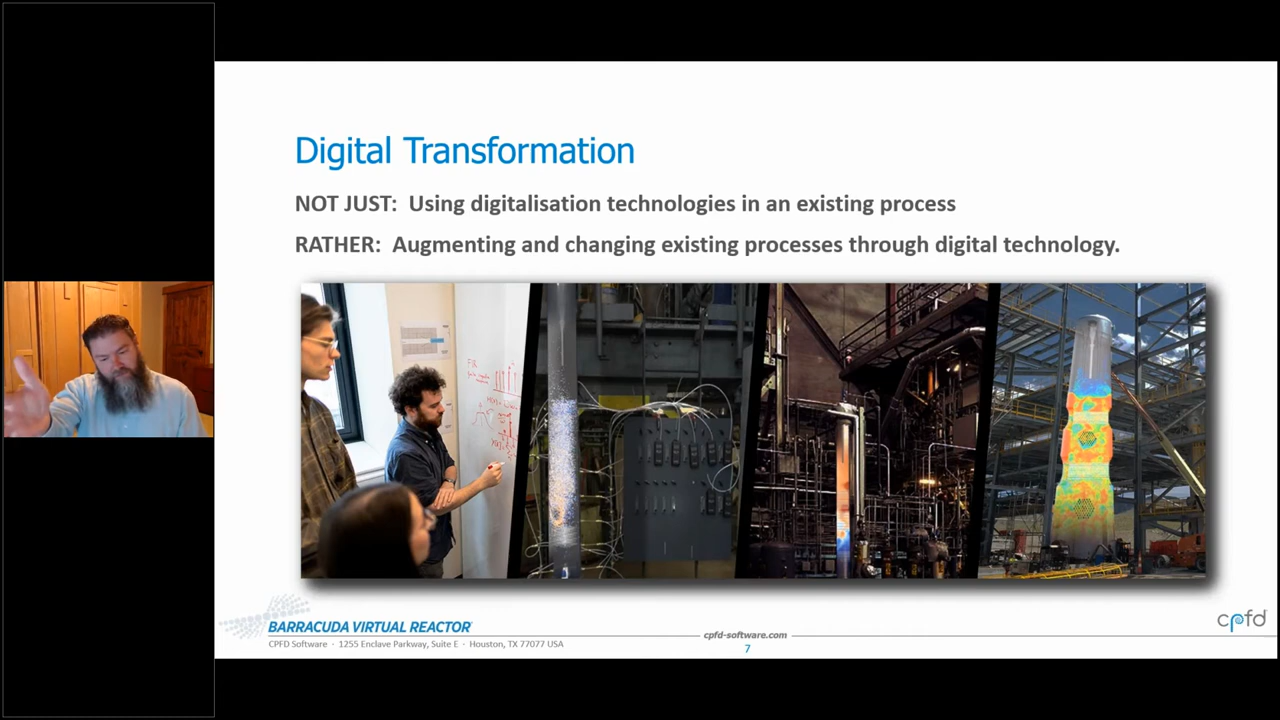 Digital Transformation
NOT JUST: Using digitalisation technologies in an existing process
RATHER: Augmenting and changing existing processes through digital technology.
BARRACUDA VIRTUAL REACTOR
CPFD Software · 1255 Enclave Parkway, Suite E · Houston, TX 77077 USA
cpfd-software.com
7
cpfd